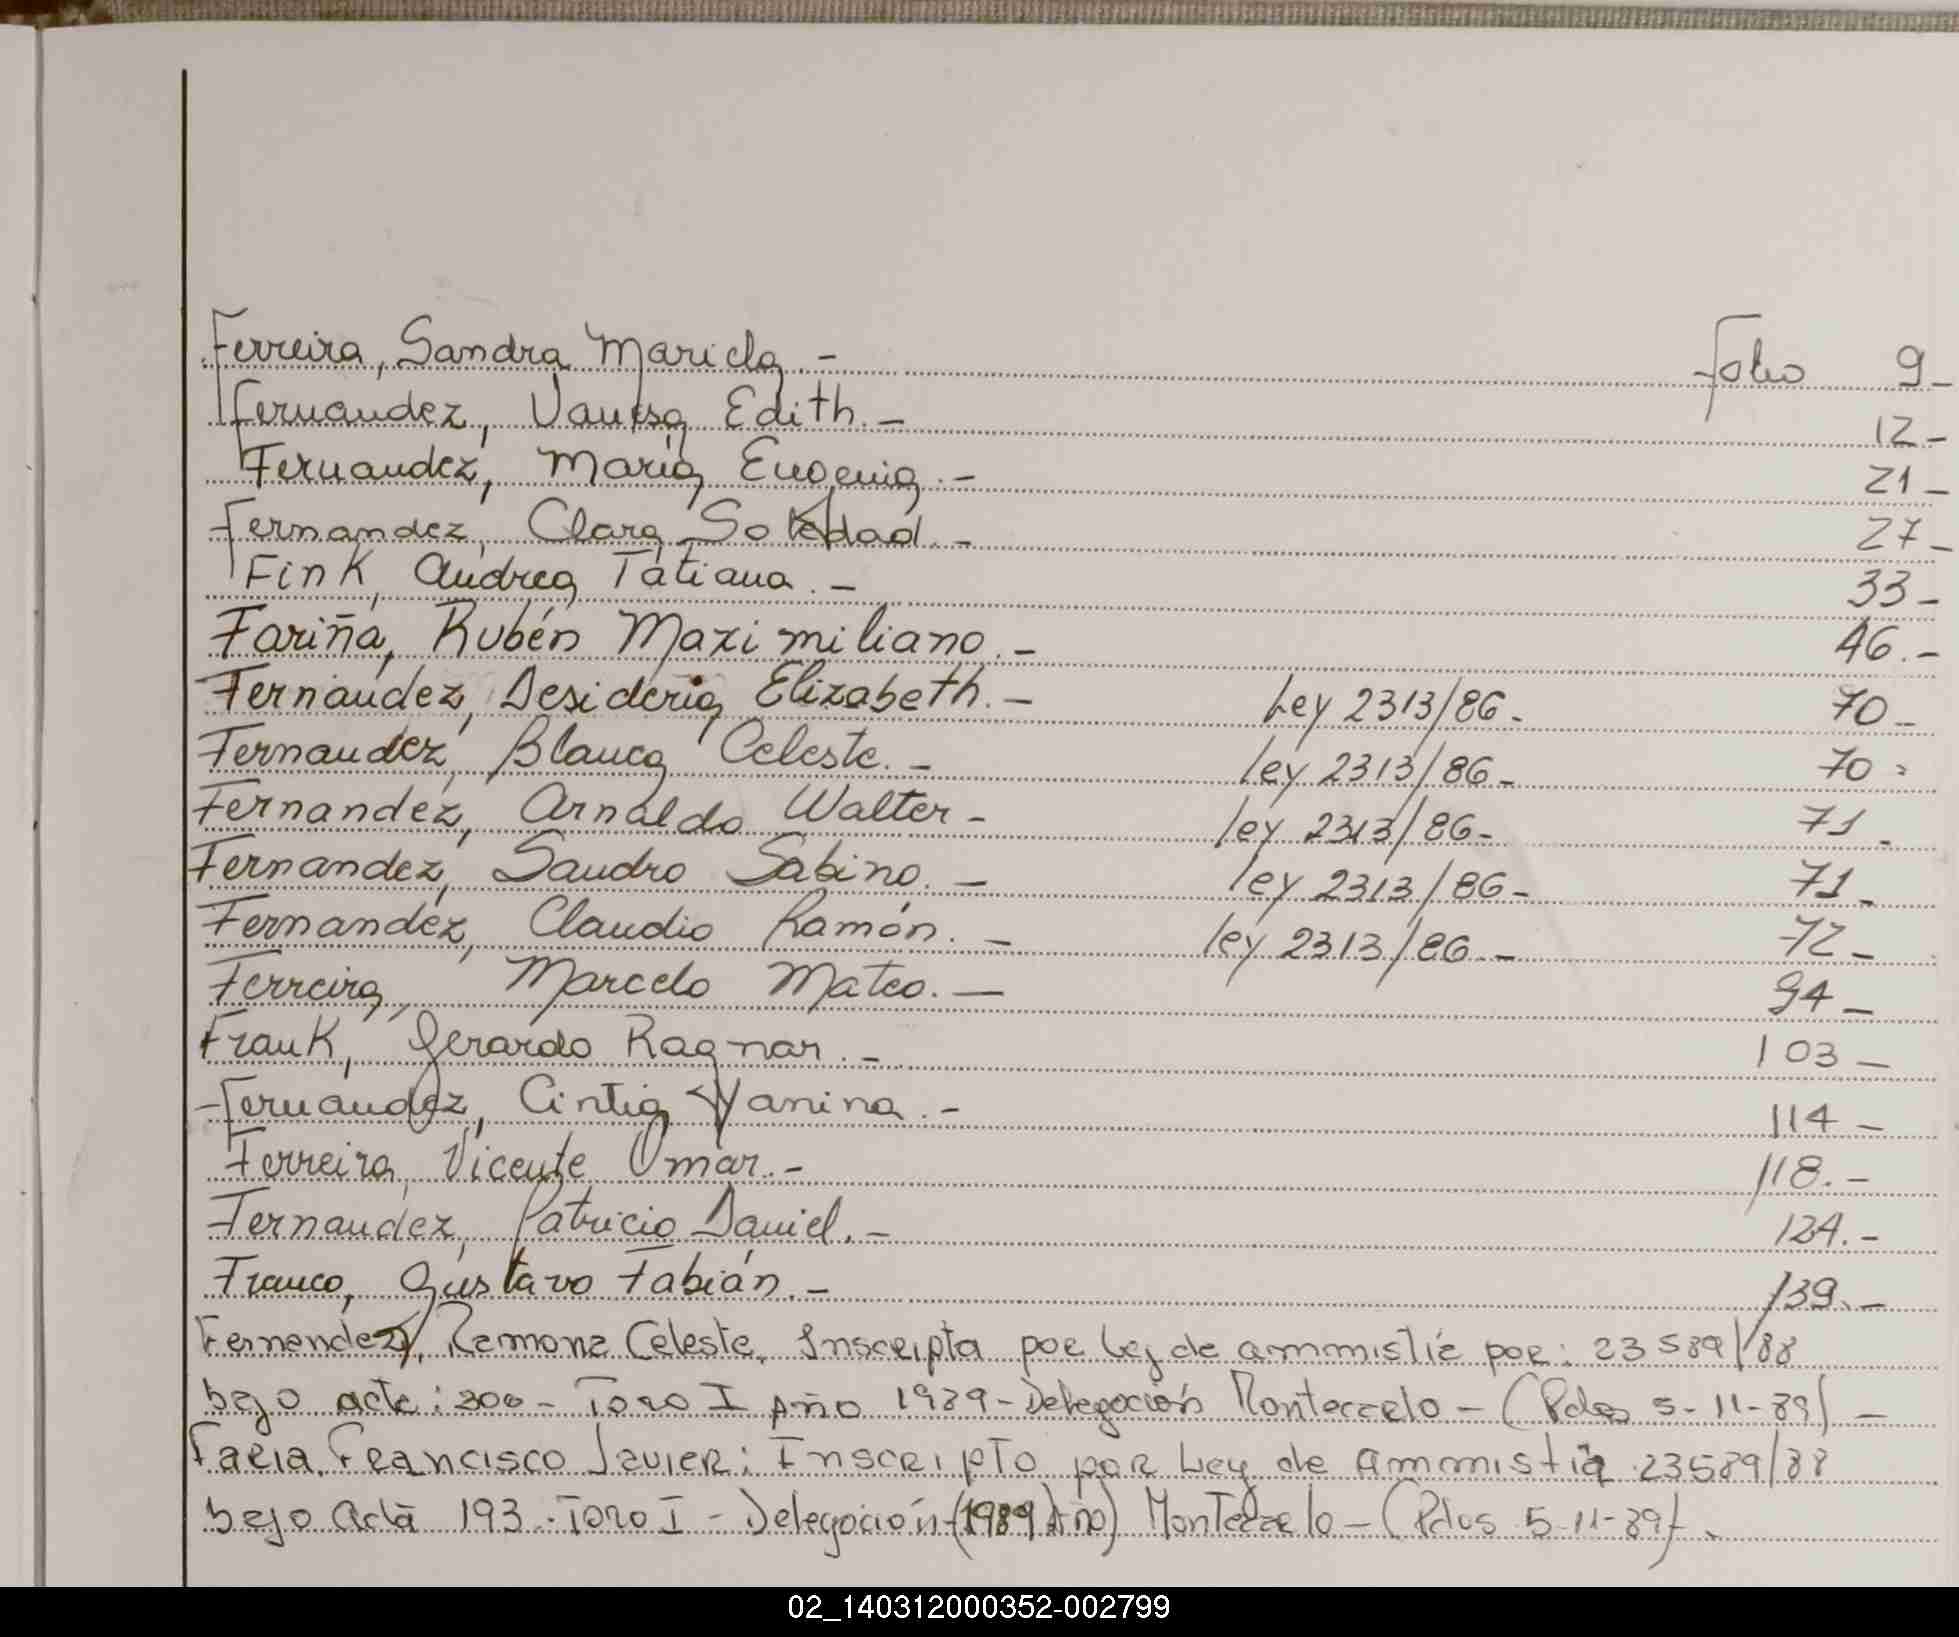 Ferreira, Sandra Mariela.- folio 9-
Fernandez, Vanesa Edith.- 12-
Fernandez, María Eugenia.- 21-
Fernandez, Clara Soledad.- 27-
Fink, Andrea Tatiana.- 33-
Fariña, Rubén Maximiliano.- 46.-
Fernandez, Desideria Elizabeth.- Ley 2313/86- 70-
Fernandez, Blanca Celeste.- Ley 2313/86- 70-
Fernandez, Arnaldo Walter- Ley 2313/86- 71-
Fernandez, Sandro Sabino.- Ley 2313/86- 71-
Fernandez, Claudio Ramón.- Ley 2313/86- 72-
Ferreira, Marcelo Mateo.- 94-
Frank, Gerardo Ragnar.- 103-
Fernandez, Cintia Yanina.- 114-
Ferreira, Vicente Omar.- 118.-
Fernandez, Patricio Daniel.- 124.-
Franco, Gustavo Fabián.- 139.-
Fernandez, Ramona Celeste. Inscripta por Ley de ammistía por: 23589/88
bajo acta: 300- Tomo I Año 1989- Delegación Montecarlo - (Pdas 5-11-89) -
Faria, Francisco Javier: Inscripto por Ley de Ammistia 23589/88
bajo Acta 193. Tomo I - Delegación-(1989 Año) Montecarlo - (Pdas 5-11-89)-.
02_140312000352-002799